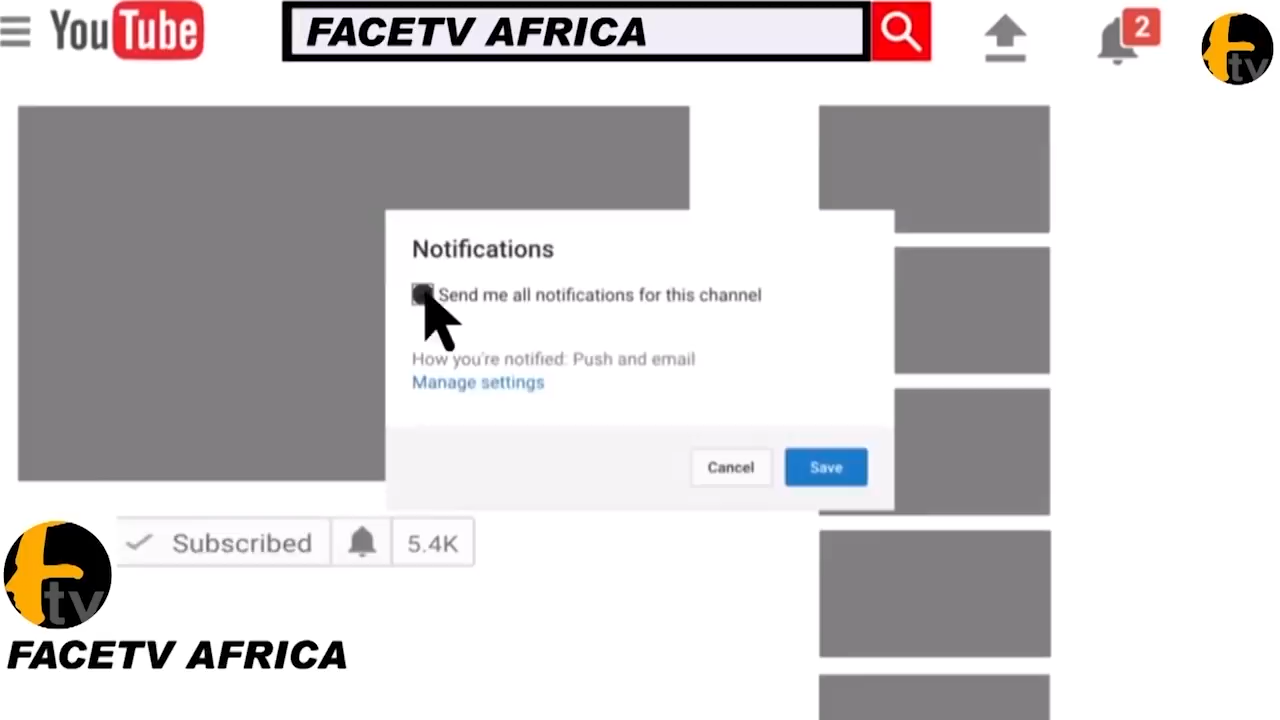 YouTube
FACETV AFRICA
2
tv
Notifications
Send me all notifications for this channel
How you're notified: Push and email
Manage settings
Cancel
Save
Subscribed
5.4K
tv
FACETV AFRICA